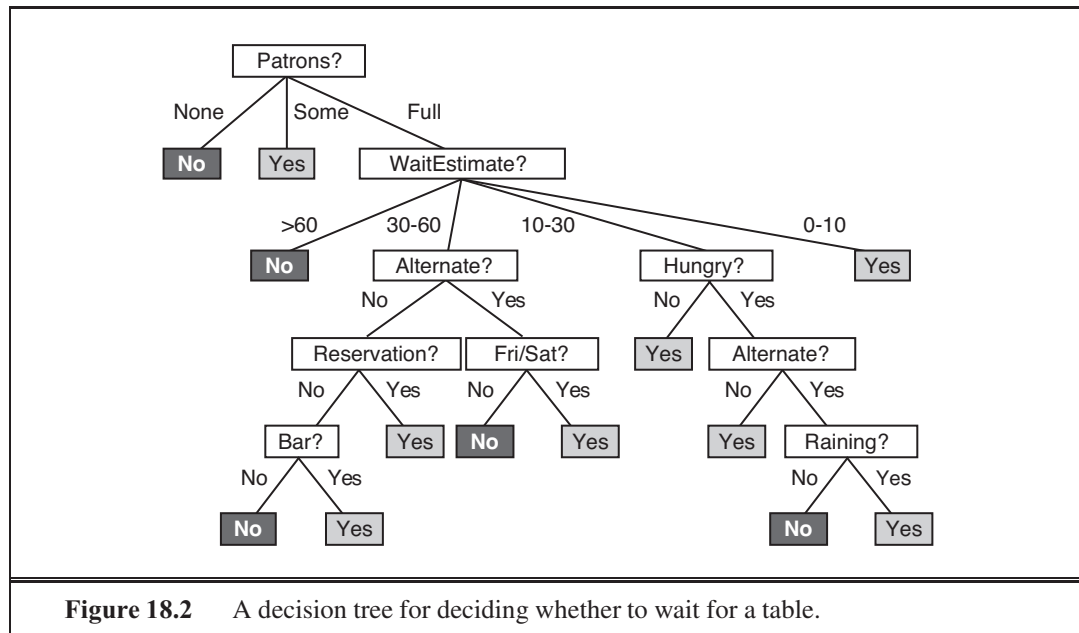 Patrons?
None Some Full
No Yes WaitEstimate?
>60 30-60 10-30 0-10
No Alternate? Hungry? Yes
No Yes No Yes
Reservation? Fri/Sat? Yes Alternate?
No Yes No Yes No Yes
Bar? Yes No Yes Yes Raining?
No Yes No Yes
No Yes No Yes
Figure 18.2 A decision tree for deciding whether to wait for a table.